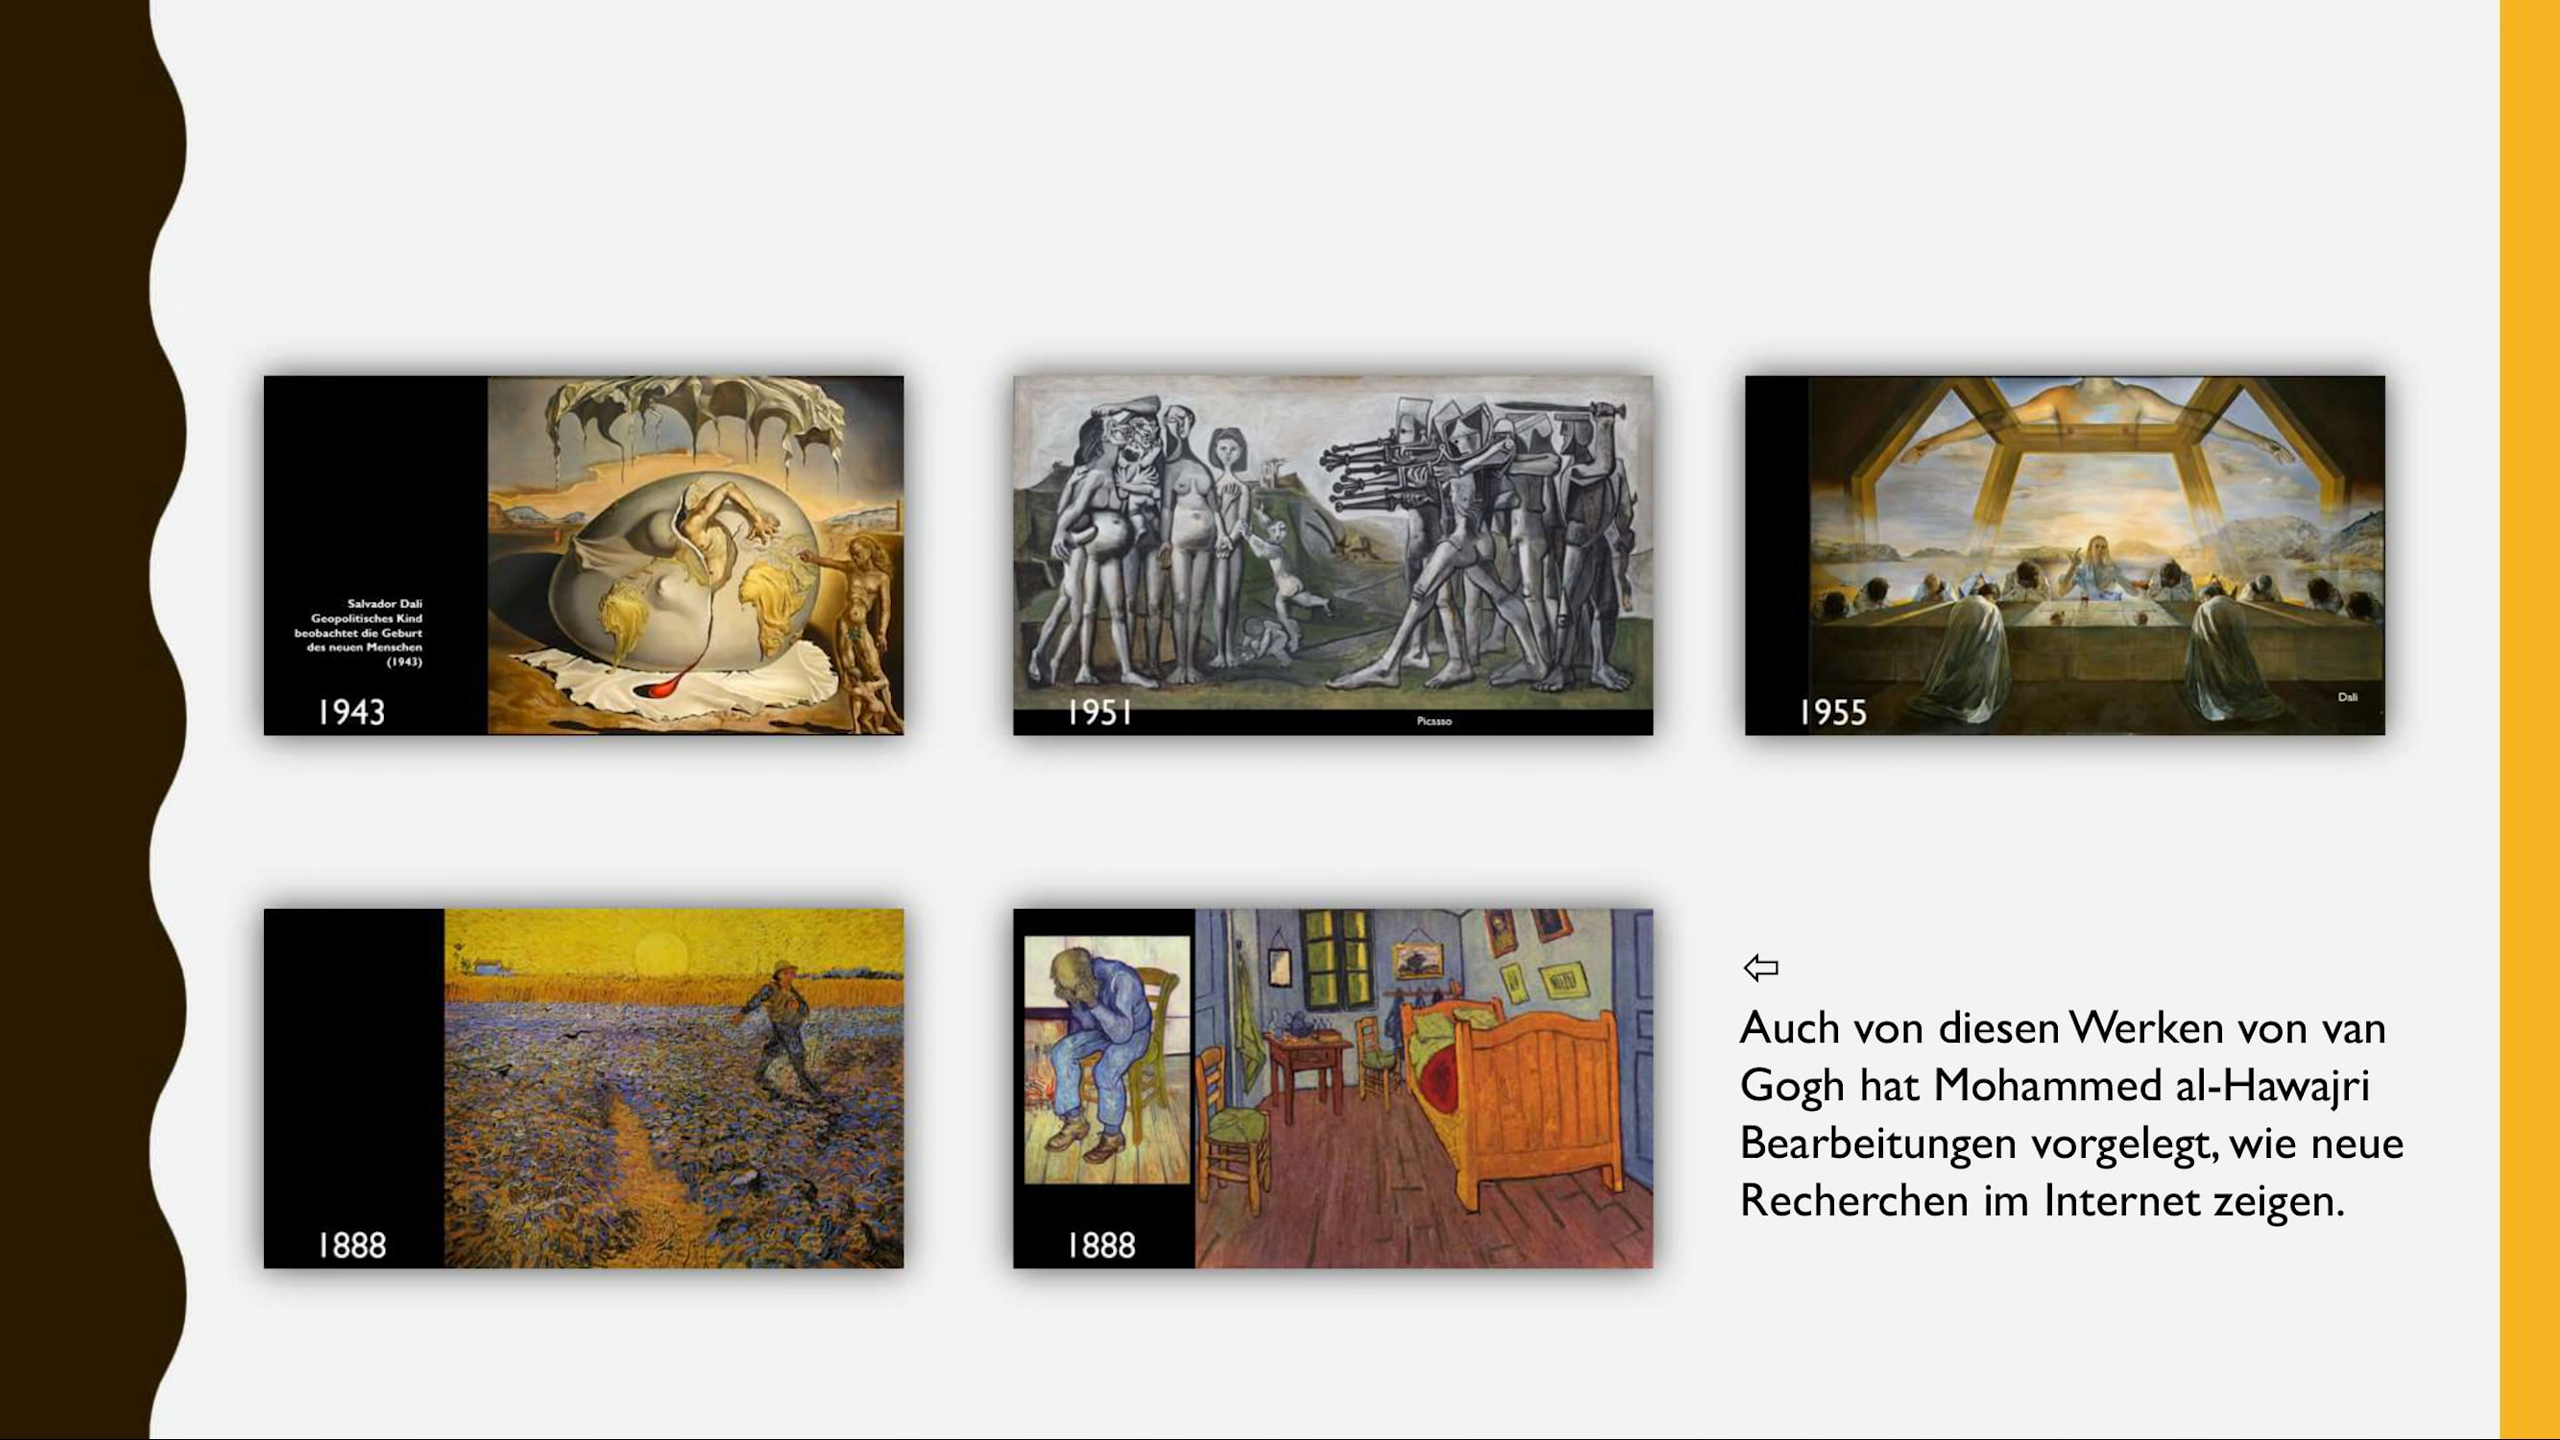 Salvador Dali
Geopolitisches Kind
beobachtet die Geburt
des neuen Menschen
(1943)
1943
1951
Picasso
1955
Dali
1888
1888
⇦
Auch von diesen Werken von van
Gogh hat Mohammed al-Hawajri
Bearbeitungen vorgelegt, wie neue
Recherchen im Internet zeigen.